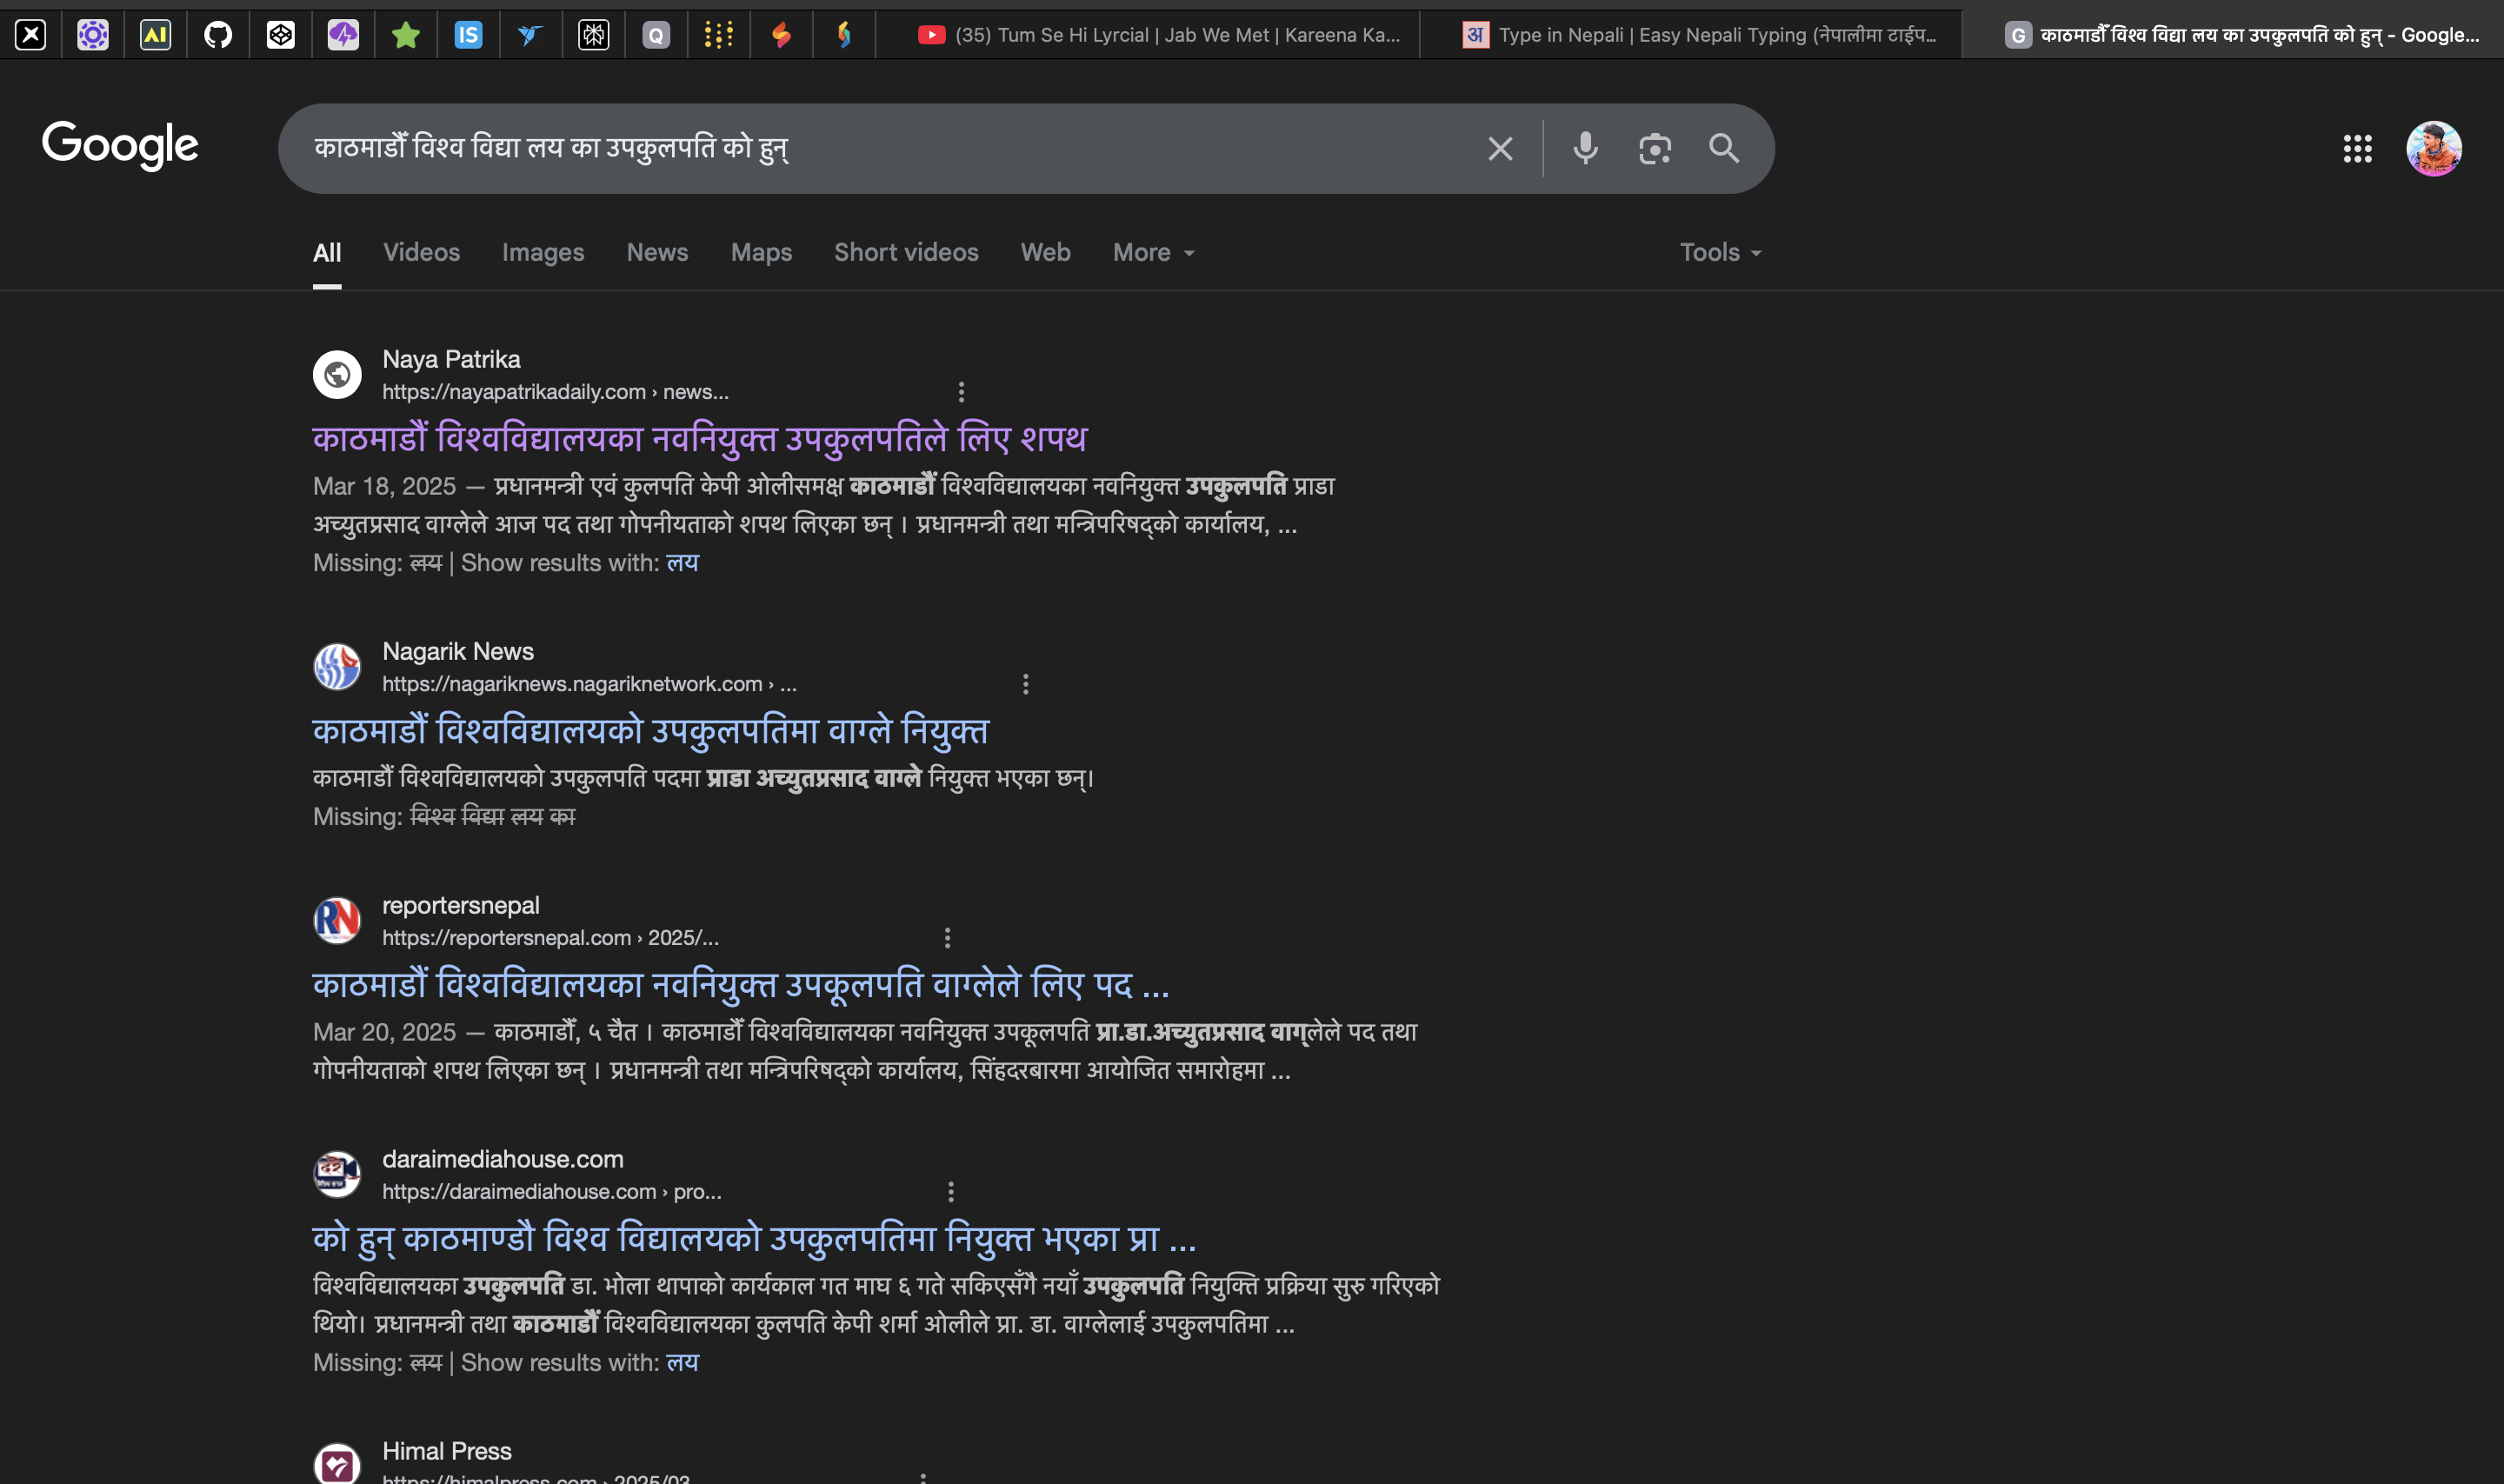 (35) Tum Se Hi Lyrcial | Jab We Met | Kareena Ka...
Type in Nepali | Easy Nepali Typing (नेपालीमा टाईप...
काठमाडौँ विश्व विद्या लय का उपकुलपति को हुन् - Google...
Google
काठमाडौँ विश्व विद्या लय का उपकुलपति को हुन्
All Videos Images News Maps Short videos Web More Tools
Naya Patrika
https://nayapatrikadaily.com › news...
काठमाडौं विश्वविद्यालयका नवनियुक्त उपकुलपतिले लिए शपथ
Mar 18, 2025 — प्रधानमन्त्री एवं कुलपति केपी ओलीसमक्ष काठमाडौं विश्वविद्यालयका नवनियुक्त उपकुलपति प्राडा
अच्युतप्रसाद वाग्लेले आज पद तथा गोपनीयताको शपथ लिएका छन् । प्रधानमन्त्री तथा मन्त्रिपरिषद्को कार्यालय, ...
Missing: लय | Show results with: लय
Nagarik News
https://nagariknews.nagariknetwork.com › ...
काठमाडौं विश्वविद्यालयको उपकुलपतिमा वाग्ले नियुक्त
काठमाडौं विश्वविद्यालयको उपकुलपति पदमा प्राडा अच्युतप्रसाद वाग्ले नियुक्त भएका छन्।
Missing: विश्व विद्या लय का
reportersnepal
https://reportersnepal.com › 2025/...
काठमाडौं विश्वविद्यालयका नवनियुक्त उपकूलपति वाग्लेले लिए पद ...
Mar 20, 2025 — काठमाडौँ, ५ चैत । काठमाडौँ विश्वविद्यालयका नवनियुक्त उपकूलपति प्रा.डा.अच्युतप्रसाद वाग्लेले पद तथा
गोपनीयताको शपथ लिएका छन् । प्रधानमन्त्री तथा मन्त्रिपरिषद्को कार्यालय, सिंहदरबारमा आयोजित समारोहमा ...
daraimediahouse.com
https://daraimediahouse.com › pro...
को हुन् काठमाण्डौ विश्व विद्यालयको उपकुलपतिमा नियुक्त भएका प्रा ...
विश्वविद्यालयका उपकुलपति डा. भोला थापाको कार्यकाल गत माघ ६ गते सकिएसँगै नयाँ उपकुलपति नियुक्ति प्रक्रिया सुरु गरिएको
थियो। प्रधानमन्त्री तथा काठमाडौं विश्वविद्यालयका कुलपति केपी शर्मा ओलीले प्रा. डा. वाग्लेलाई उपकुलपतिमा ...
Missing: लय | Show results with: लय
Himal Press
https://himalpress.com › 2025/03